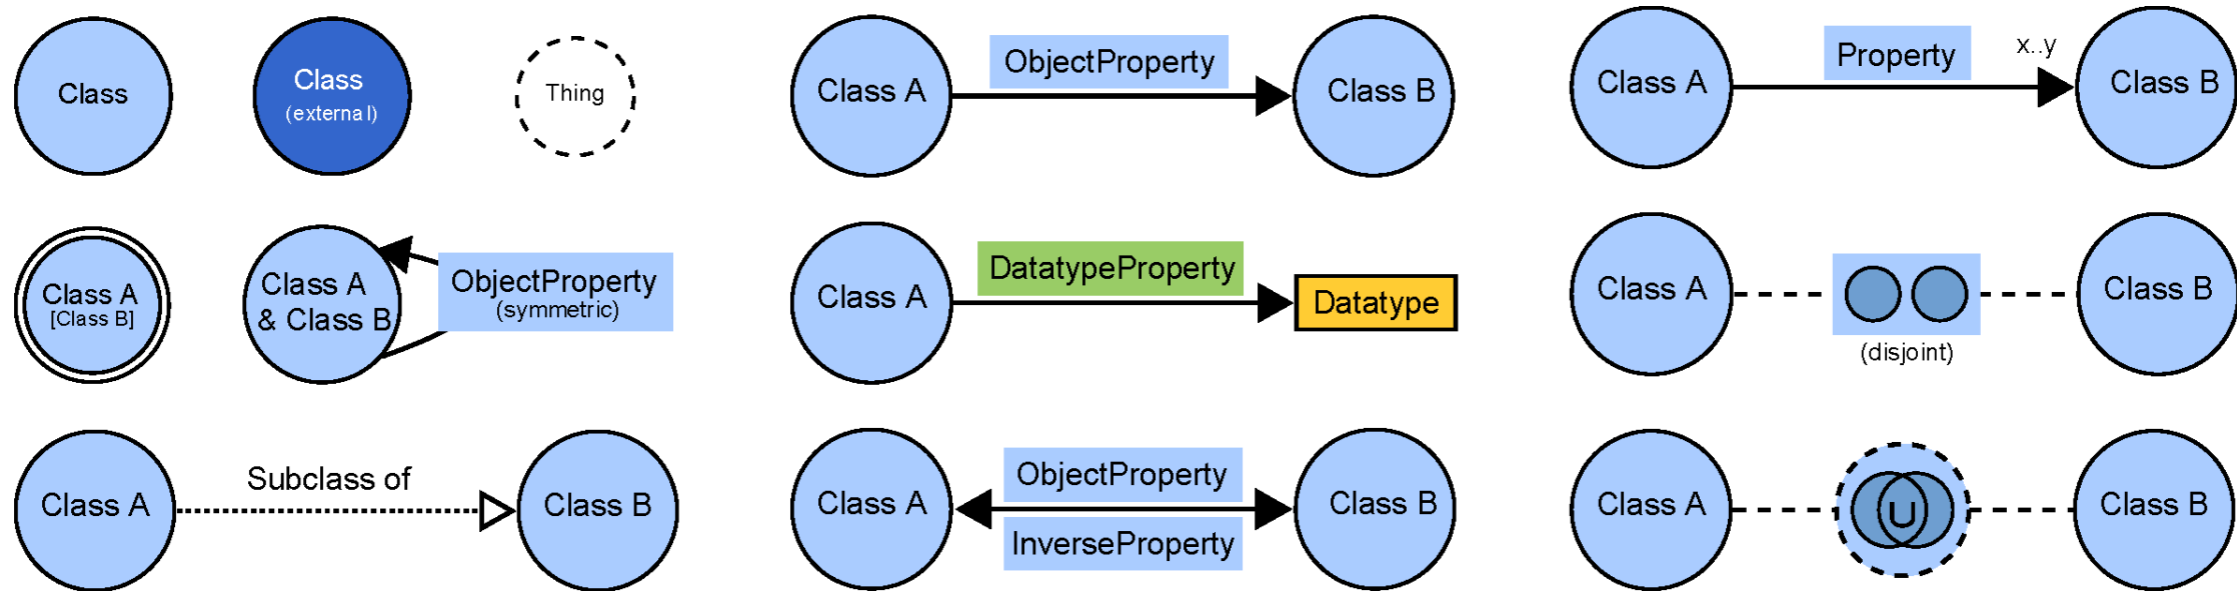 Class
Class
(external)
Thing
Class A
ObjectProperty
Class B
Class A
Property
x..y
Class B
Class A
[Class B]
Class A
& Class B
ObjectProperty
(symmetric)
Class A
DatatypeProperty
Datatype
Class A
(disjoint)
Class B
Class A
Subclass of
Class B
Class A
ObjectProperty
InverseProperty
Class B
Class A
U
Class B